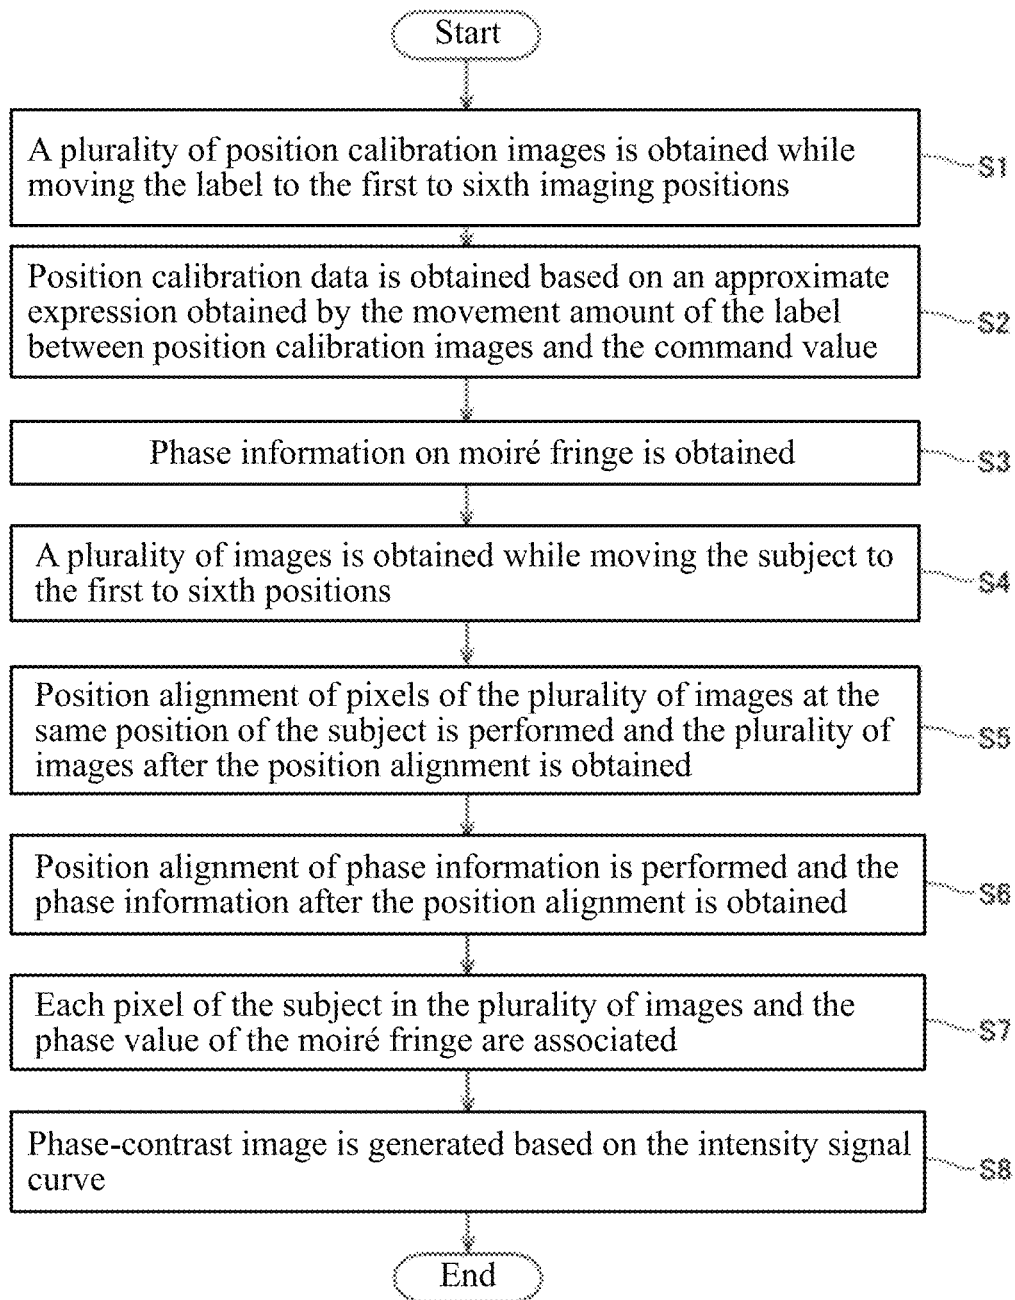 Start
A plurality of position calibration images is obtained while
moving the label to the first to sixth imaging positions
S1
Position calibration data is obtained based on an approximate
expression obtained by the movement amount of the label
between position calibration images and the command value
S2
Phase information on moiré fringe is obtained
S3
A plurality of images is obtained while moving the subject to
the first to sixth positions
S4
Position alignment of pixels of the plurality of images at the
same position of the subject is performed and the plurality of
images after the position alignment is obtained
S5
Position alignment of phase information is performed and the
phase information after the position alignment is obtained
S6
Each pixel of the subject in the plurality of images and the
phase value of the moiré fringe are associated
S7
Phase-contrast image is generated based on the intensity signal
curve
S8
End